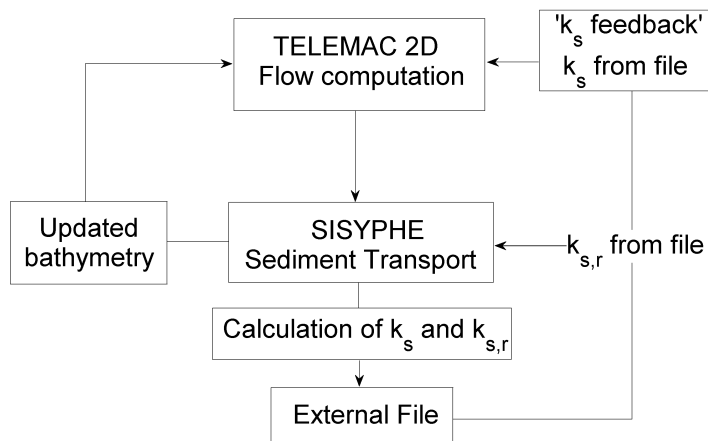 TELEMAC 2D
Flow computation
'ks feedback'
ks from file
Updated
bathymetry
SISYPHE
Sediment Transport
ks,r from file
Calculation of ks and ks,r
External File